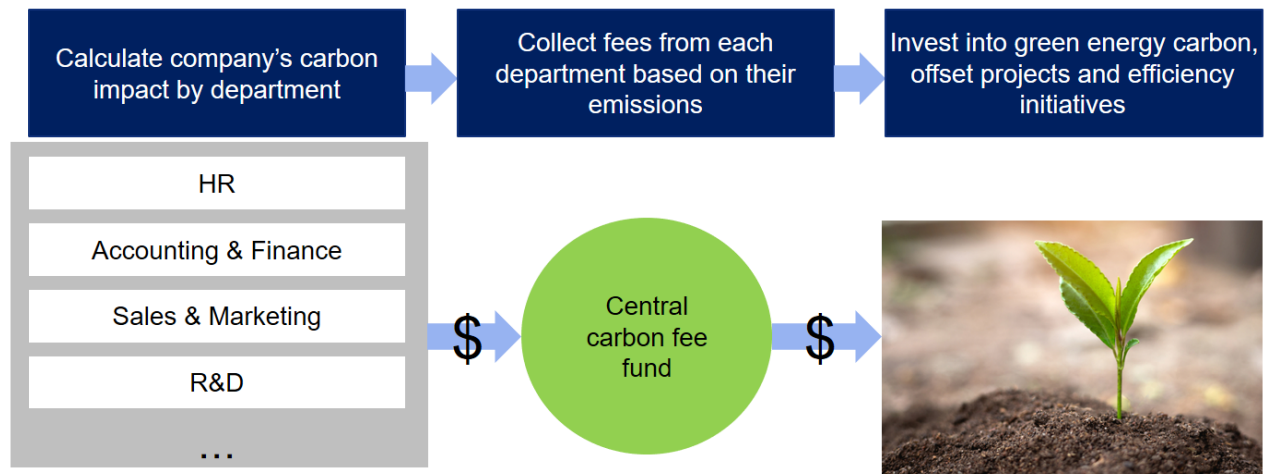 Calculate company's carbon
impact by department
Collect fees from each
department based on their
emissions
Invest into green energy carbon,
offset projects and efficiency
initiatives
HR
Accounting & Finance
Sales & Marketing
R&D
...
$
Central
carbon fee
fund
$